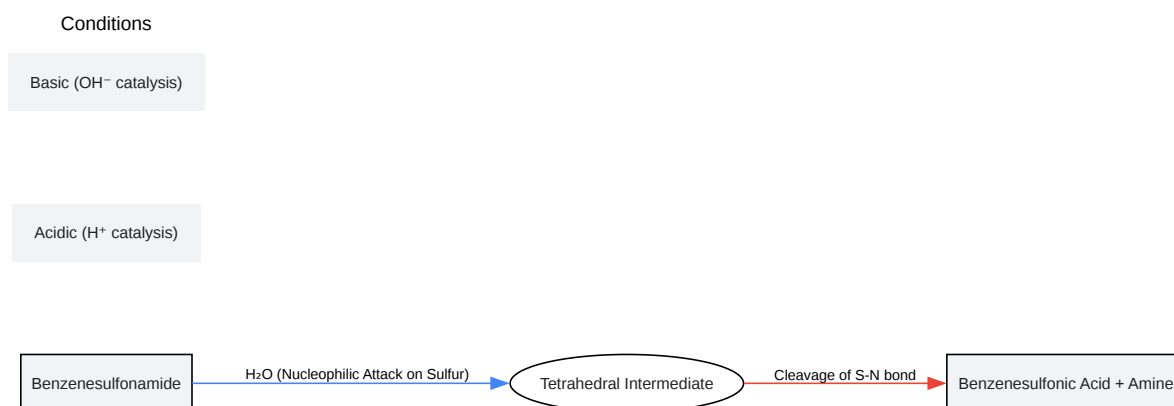 Conditions
Basic (OH⁻ catalysis)
Acidic (H⁺ catalysis)
Benzenesulfonamide
H₂O (Nucleophilic Attack on Sulfur)
Tetrahedral Intermediate
Cleavage of S-N bond
Benzenesulfonic Acid + Amine